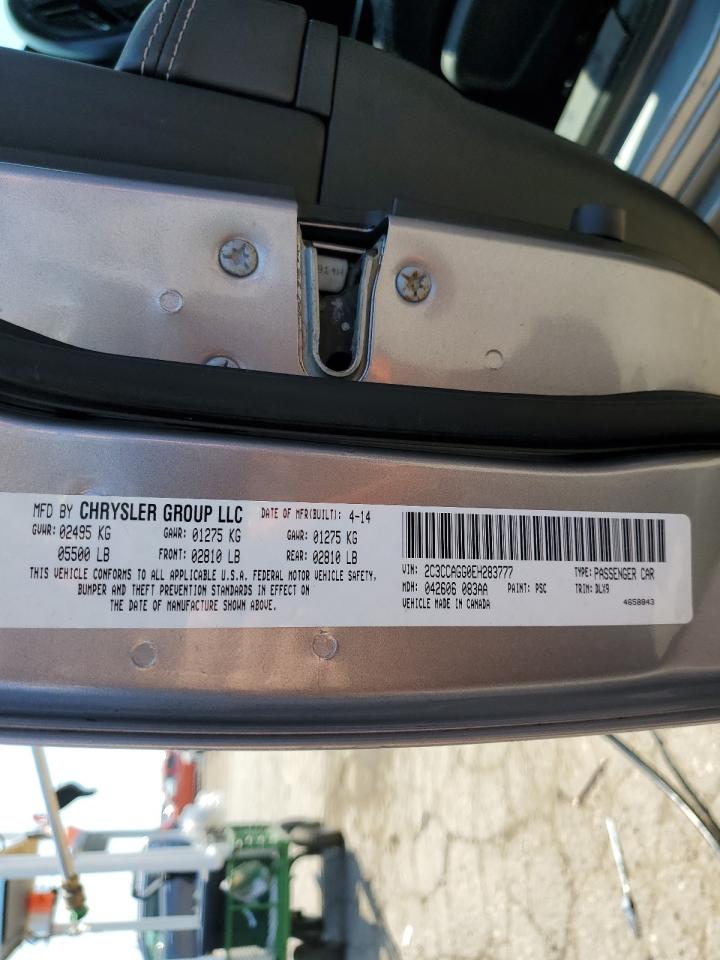 914H
MFD BY CHRYSLER GROUP LLC DATE OF MFR(BUILT): 4-14
GVWR: 02495 KG GAWR: 01275 KG GAWR: 01275 KG
05500 LB FRONT: 02810 LB REAR: 02810 LB
THIS VEHICLE CONFORMS TO ALL APPLICABLE U.S.A. FEDERAL MOTOR VEHICLE SAFETY,
BUMPER AND THEFT PREVENTION STANDARDS IN EFFECT ON
THE DATE OF MANUFACTURE SHOWN ABOVE.
VIN: 2C3CCAGG0EH283777 TYPE: PASSENGER CAR
MDH: 042606 083AA PAINT: PSC TRIM: DLX9
VEHICLE MADE IN CANADA 4658843